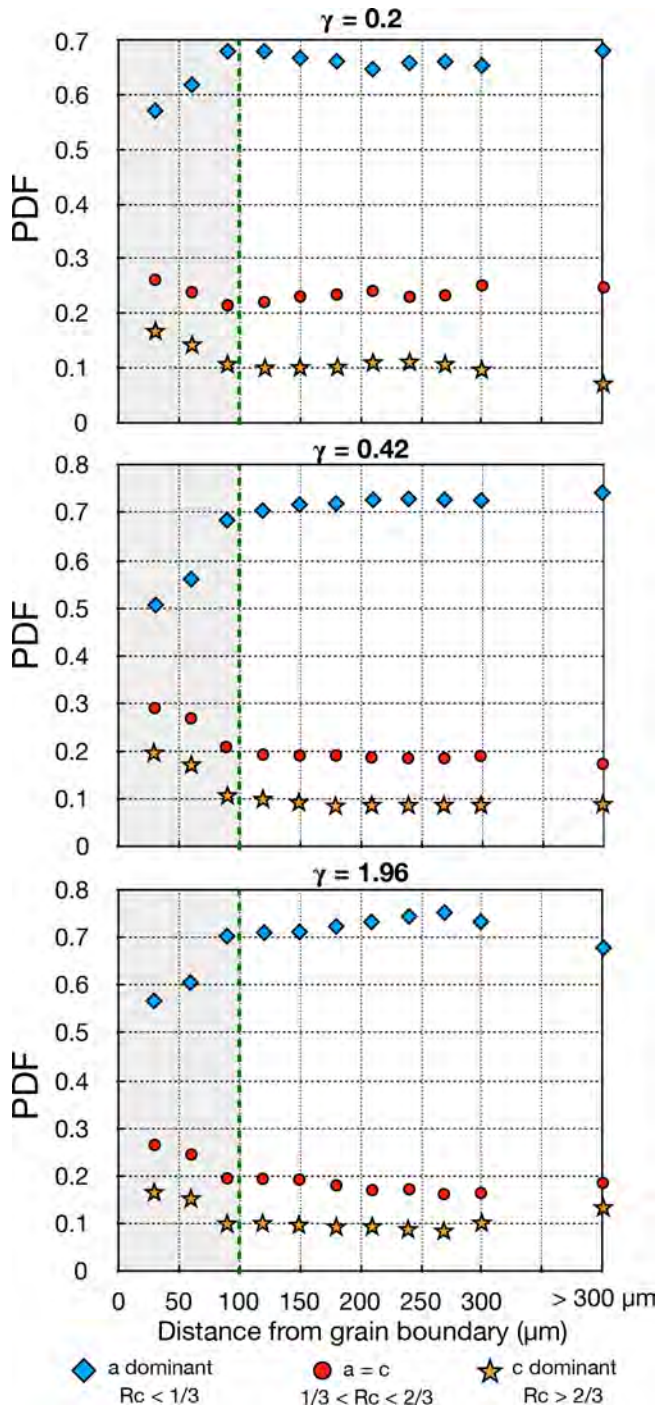 γ = 0.2
0.7
0.6
0.5
0.4
0.3
0.2
0.1
0
PDF
γ = 0.42
0.8
0.7
0.6
0.5
0.4
0.3
0.2
0.1
0
PDF
γ = 1.96
0.8
0.7
0.6
0.5
0.4
0.3
0.2
0.1
0
PDF
0 50 100 150 200 250 300 > 300 µm
Distance from grain boundary (µm)
a dominant a = c c dominant
Rc < 1/3 1/3 < Rc < 2/3 Rc > 2/3